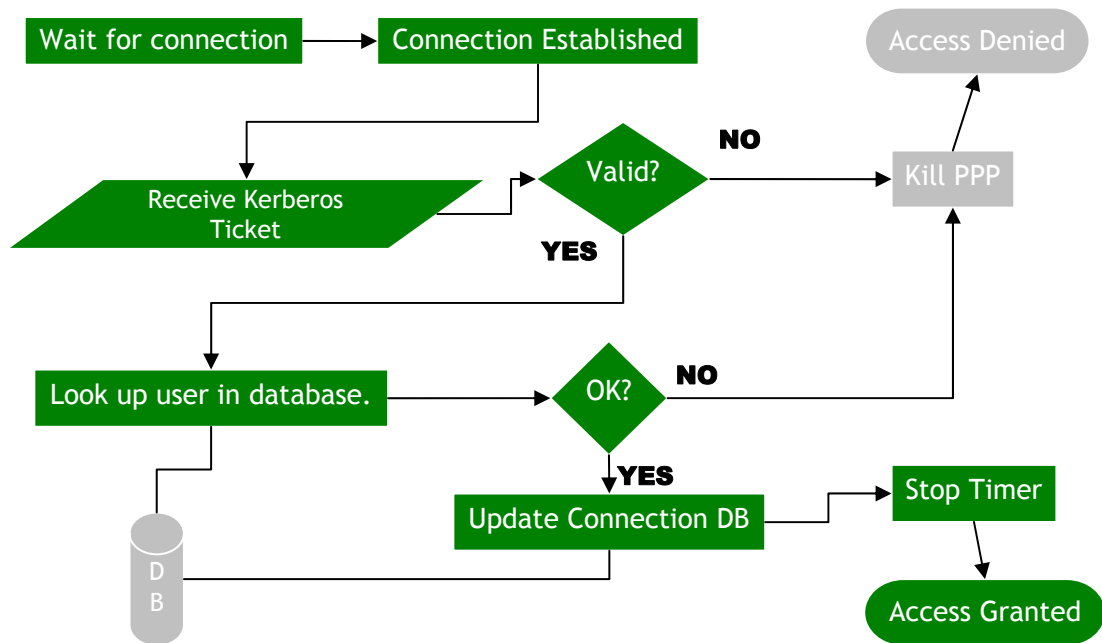 Wait for connection
Connection Established
Access Denied
NO
Valid?
Kill PPP
Receive Kerberos
Ticket
YES
Look up user in database.
OK?
NO
YES
Stop Timer
Update Connection DB
D
B
Access Granted